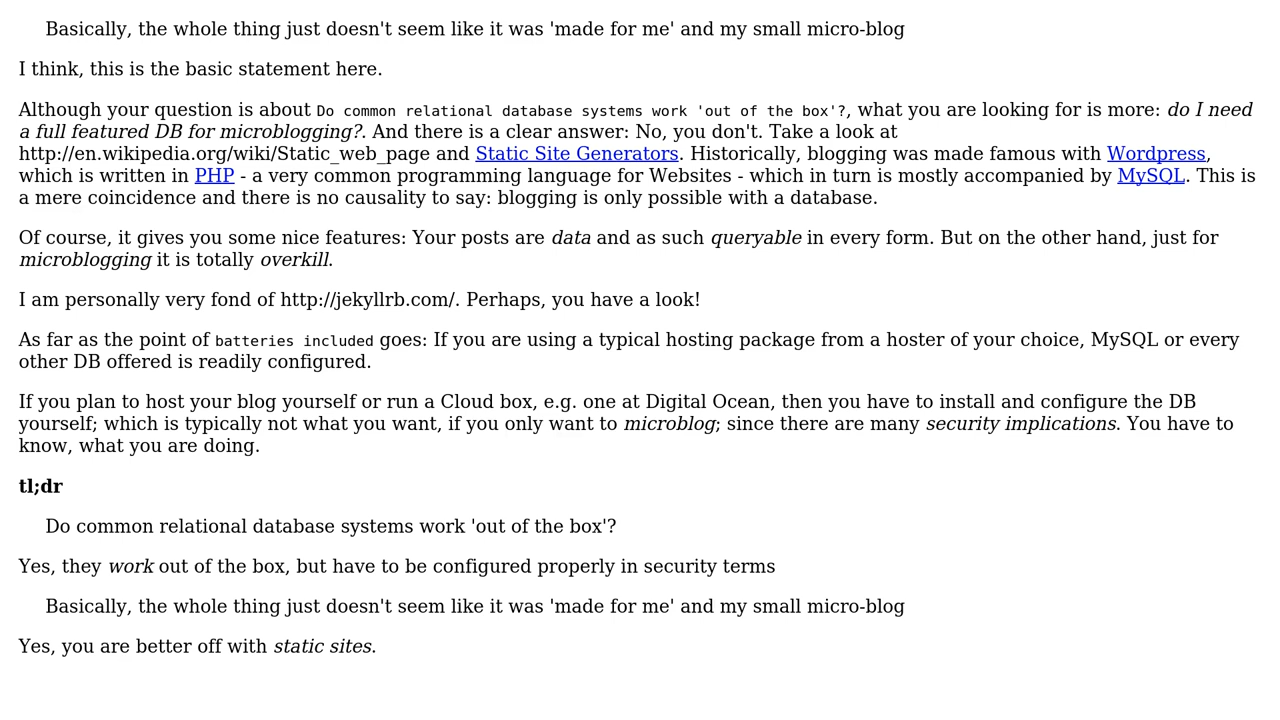 Basically, the whole thing just doesn't seem like it was 'made for me' and my small micro-blog
I think, this is the basic statement here.
Although your question is about Do common relational database systems work 'out of the box'?, what you are looking for is more: do I need
a full featured DB for microblogging?. And there is a clear answer: No, you don't. Take a look at
http://en.wikipedia.org/wiki/Static_web_page and Static Site Generators. Historically, blogging was made famous with Wordpress,
which is written in PHP - a very common programming language for Websites - which in turn is mostly accompanied by MySQL. This is
a mere coincidence and there is no causality to say: blogging is only possible with a database.
Of course, it gives you some nice features: Your posts are data and as such queryable in every form. But on the other hand, just for
microblogging it is totally overkill.
I am personally very fond of http://jekyllrb.com/. Perhaps, you have a look!
As far as the point of batteries included goes: If you are using a typical hosting package from a hoster of your choice, MySQL or every
other DB offered is readily configured.
If you plan to host your blog yourself or run a Cloud box, e.g. one at Digital Ocean, then you have to install and configure the DB
yourself; which is typically not what you want, if you only want to microblog; since there are many security implications. You have to
know, what you are doing.
tl;dr
Do common relational database systems work 'out of the box'?
Yes, they work out of the box, but have to be configured properly in security terms
Basically, the whole thing just doesn't seem like it was 'made for me' and my small micro-blog
Yes, you are better off with static sites.